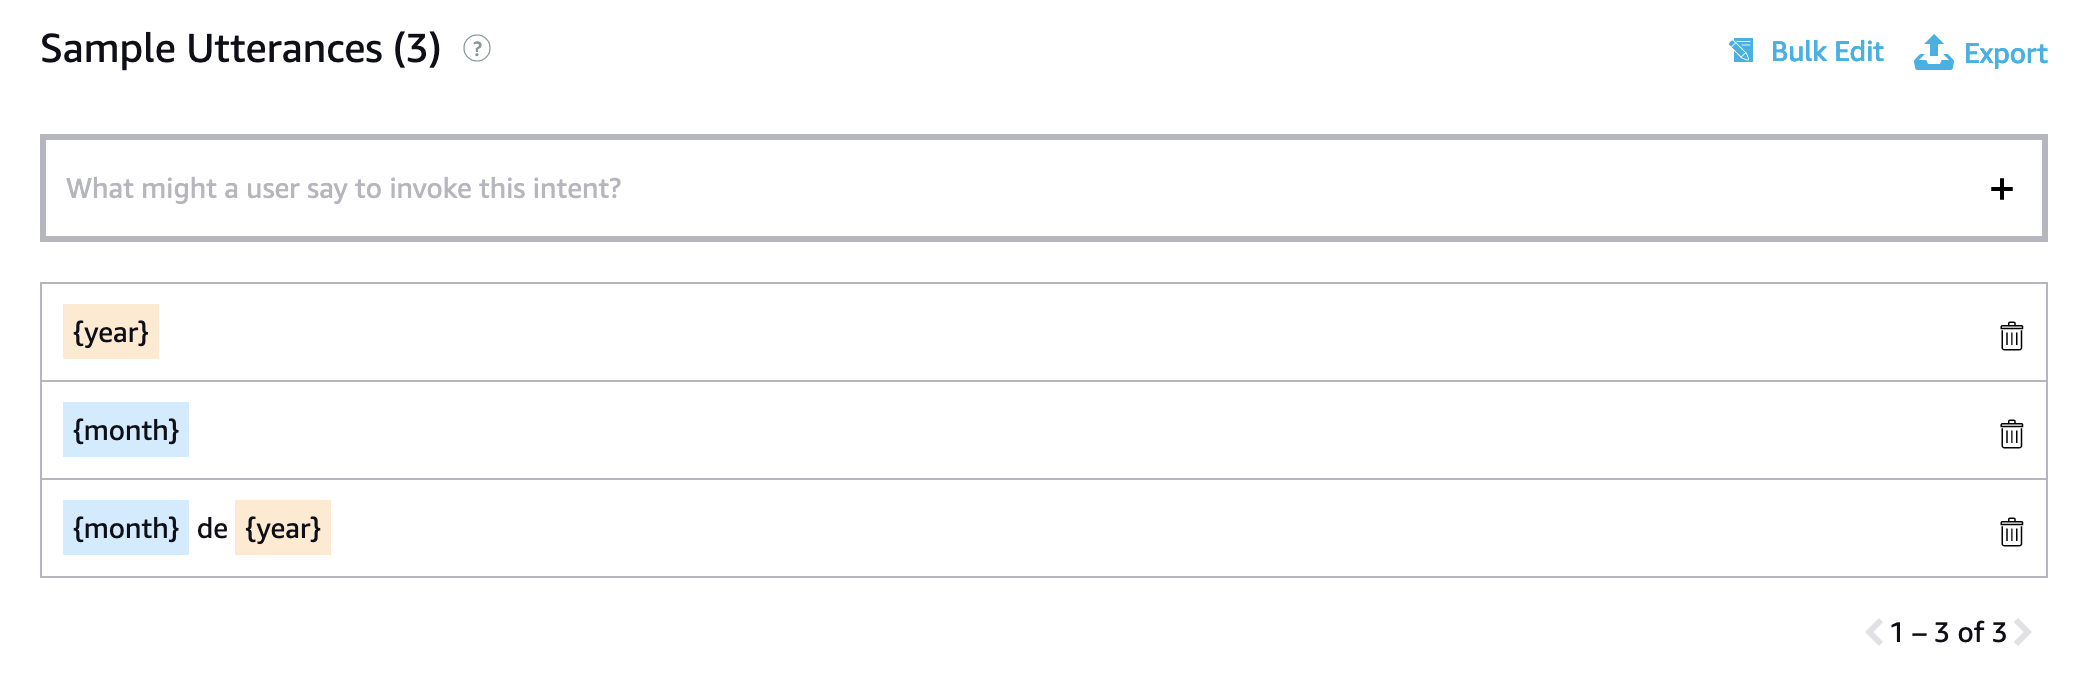 Sample Utterances (3) ?
Bulk Edit
Export
What might a user say to invoke this intent?
{year}
{month}
{month} de {year}
1 – 3 of 3